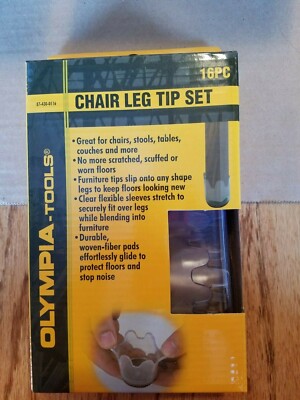 16PC
CHAIR LEG TIP SET
•Great for chairs, stools, tables,
couches and more
•No more scratched, scuffed or
worn floors
•Furniture tips slip onto any shape
legs to keep floors looking new
•Clear flexible sleeves stretch to
securely fit over legs
while blending into
furniture
•Durable,
woven-fiber pads
effortlessly glide to
protect floors and
stop noise
OLYMPIA-TOOLS®